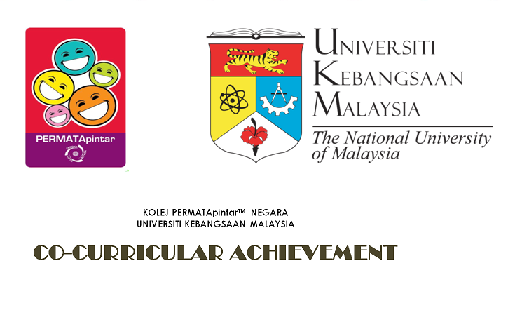 PERMATApintar
UNIVERSITI
KEBANGSAAN
MALAYSIA
The National University
of Malaysia
KOLEJ PERMATApintar™ NEGARA
UNIVERSITI KEBANGSAAN MALAYSIA
CO-CURRICULAR ACHIEVEMENT